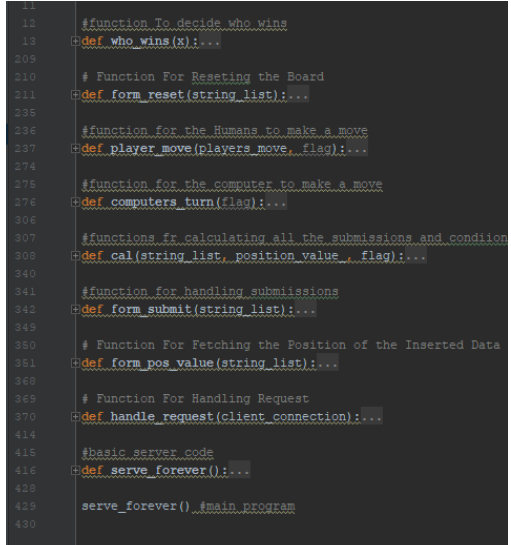 11
12 #function To decide who wins
13 def who_wins(x):...
209
210 # Function For Reseting the Board
211 def form_reset(string_list):...
235
236 #function for the Humans to make a move
237 def player_move(players_move, flag):...
274
275 #function for the computer to make a move
276 def computers_turn(flag):...
306
307 #functions fr calculating all the submissions and condiion
308 def cal(string_list, position_value_, flag):...
340
341 #function for handling submiissions
342 def form_submit(string_list):...
349
350 # Function For Fetching the Position of the Inserted Data
351 def form_pos_value(string_list):...
368
369 # Function For Handling Request
370 def handle_request(client_connection):...
414
415 #basic server code
416 def serve_forever():...
428
429 serve_forever() #main program
430